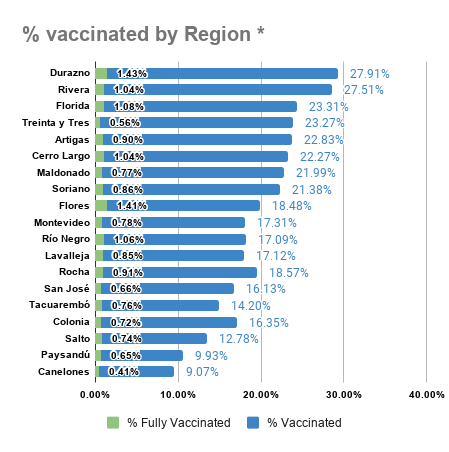 % vaccinated by Region *
Durazno 1.43% 27.91%
Rivera 1.04% 27.51%
Florida 1.08% 23.31%
Treinta y Tres 0.56% 23.27%
Artigas 0.90% 22.83%
Cerro Largo 1.04% 22.27%
Maldonado 0.77% 21.99%
Soriano 0.86% 21.38%
Flores 1.41% 18.48%
Montevideo 0.78% 17.31%
Río Negro 1.06% 17.09%
Lavalleja 0.85% 17.12%
Rocha 0.91% 18.57%
San José 0.66% 16.13%
Tacuarembó 0.76% 14.20%
Colonia 0.72% 16.35%
Salto 0.74% 12.78%
Paysandú 0.65% 9.93%
Canelones 0.41% 9.07%
0.00% 10.00% 20.00% 30.00% 40.00%
% Fully Vaccinated % Vaccinated